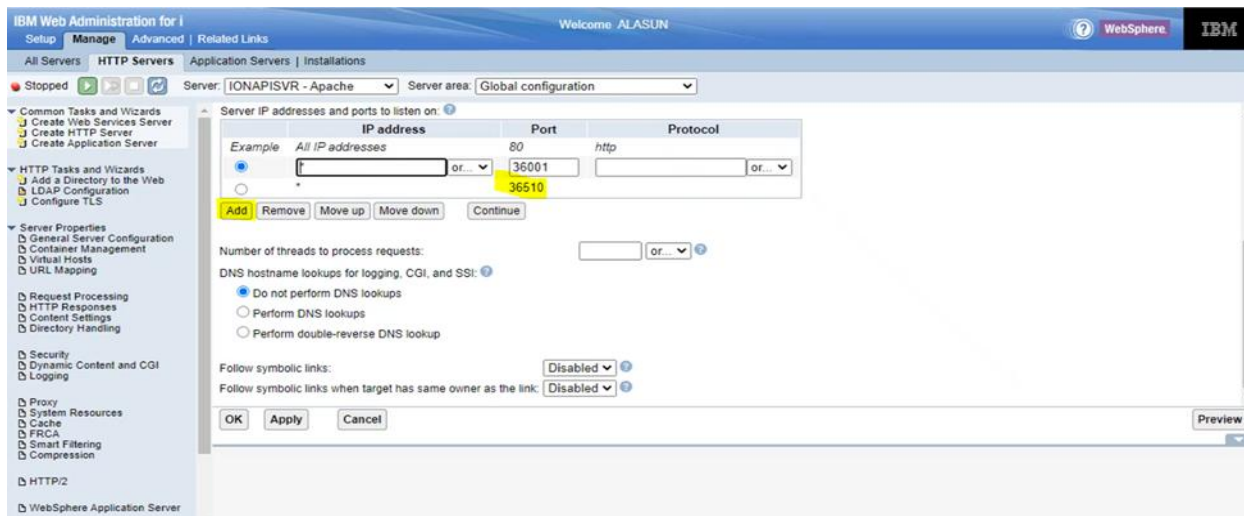 IBM Web Administration for i
Welcome ALASUN
? WebSphere. IBM
Setup Manage Advanced | Related Links
All Servers HTTP Servers Application Servers | Installations
Stopped Server: IONAPISVR - Apache Server area: Global configuration
Common Tasks and Wizards
Create Web Services Server
Create HTTP Server
Create Application Server
HTTP Tasks and Wizards
Add a Directory to the Web
LDAP Configuration
Configure TLS
Server Properties
General Server Configuration
Container Management
Virtual Hosts
URL Mapping
Request Processing
HTTP Responses
Content Settings
Directory Handling
Security
Dynamic Content and CGI
Logging
Proxy
System Resources
Cache
FRCA
Smart Filtering
Compression
HTTP/2
WebSphere Application Server
Server IP addresses and ports to listen on: ?
IP address Port Protocol
Example All IP addresses 80 http
* or... 36001 or...
* 36510
Add Remove Move up Move down Continue
Number of threads to process requests: or... ?
DNS hostname lookups for logging, CGI, and SSI: ?
Do not perform DNS lookups
Perform DNS lookups
Perform double-reverse DNS lookup
Follow symbolic links: Disabled ?
Follow symbolic links when target has same owner as the link: Disabled ?
OK Apply Cancel Preview